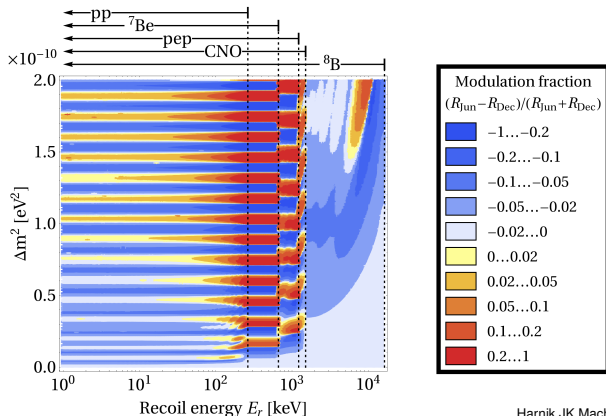 pp
⁷Be
pep
CNO
⁸B
×10⁻¹⁰
2.0
1.5
1.0
0.5
0.0
Δm² [eV²]
10⁰ 10¹ 10² 10³ 10⁴
Recoil energy Eᵣ [keV]
Modulation fraction
(R_Jun−R_Dec)/(R_Jun+R_Dec)
−1…−0.2
−0.2…−0.1
−0.1…−0.05
−0.05…−0.02
−0.02…0
0…0.02
0.02…0.05
0.05…0.1
0.1…0.2
0.2…1
Harnik JK